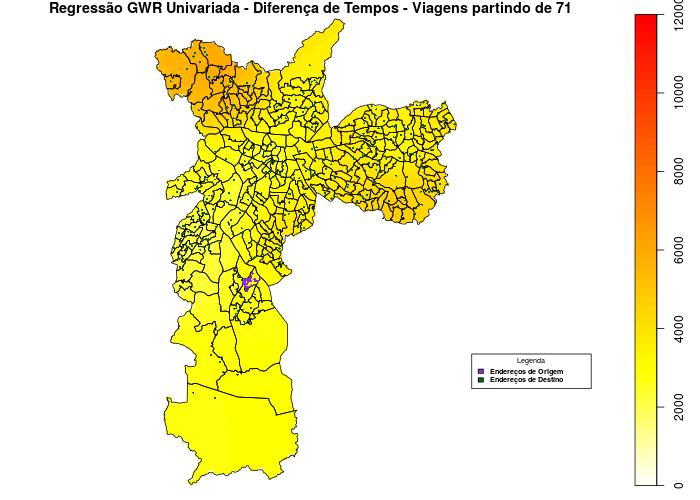 Regressão GWR Univariada - Diferença de Tempos - Viagens partindo de 71
12000
10000
8000
6000
4000
2000
0
Legenda
Endereços de Origem
Endereços de Destino